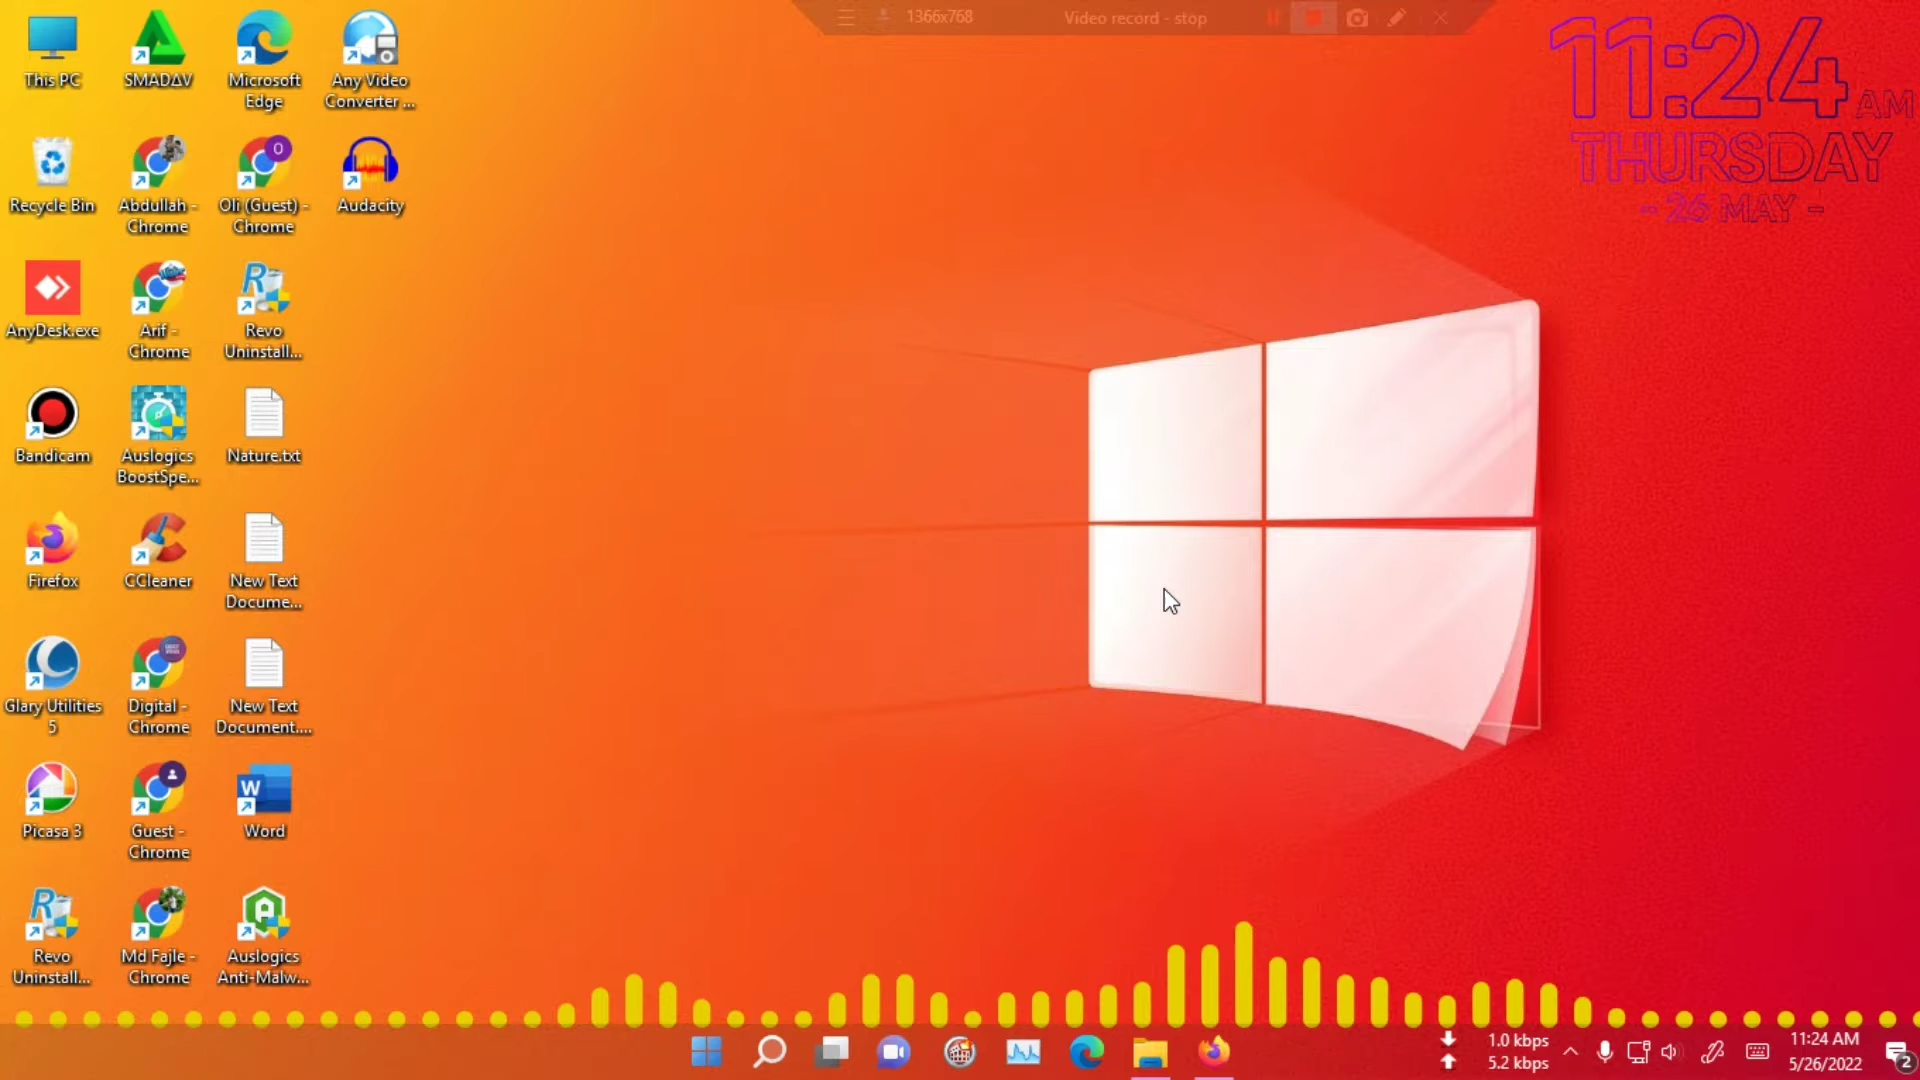 1366x768
Video record - stop
11:24 AM
THURSDAY
- 26 MAY -
This PC
SMADAV
Microsoft
Edge
Any Video
Converter ...
Recycle Bin
Abdullah -
Chrome
Oli (Guest) -
Chrome
Audacity
AnyDesk.exe
Arif -
Chrome
Revo
Uninstall...
Bandicam
Auslogics
BoostSpe...
Nature.txt
Firefox
CCleaner
New Text
Docume...
Glary Utilities
5
Digital -
Chrome
New Text
Document....
Picasa 3
Guest -
Chrome
Word
Revo
Uninstall...
Md Fajle -
Chrome
Auslogics
Anti-Malw...
1.0 kbps
5.2 kbps
11:24 AM
5/26/2022
2